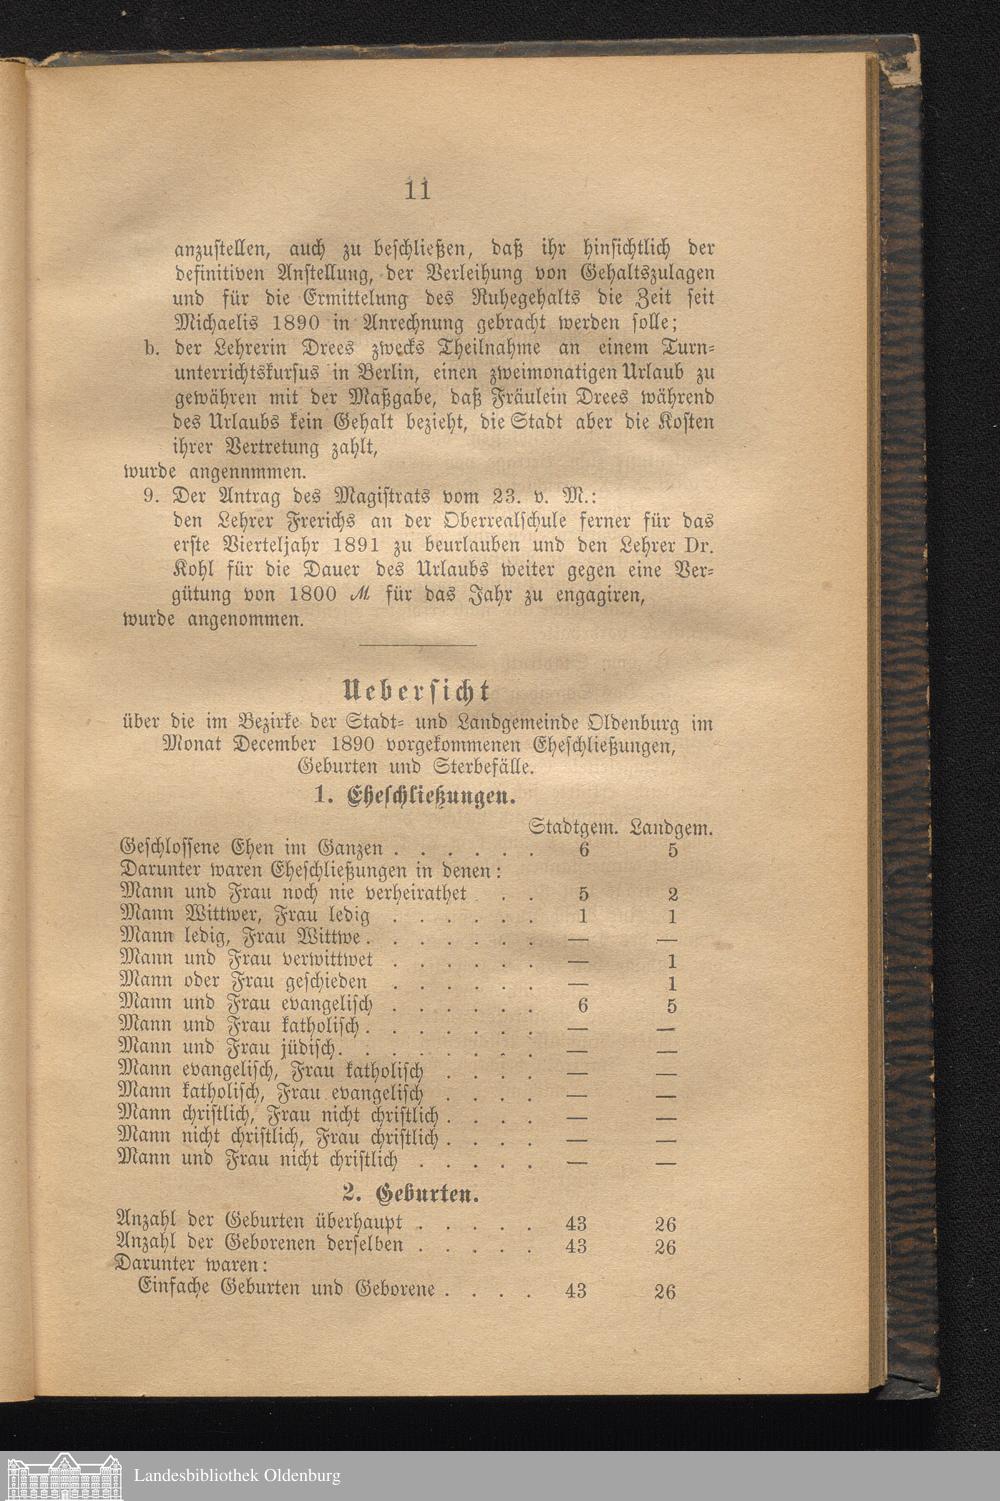 11
anzustellen, auch zu beschließen, daß ihr hinsichtlich der
definitiven Anstellung, der Verleihung von Gehaltszulagen
und für die Ermittelung des Ruhegehalts die Zeit seit
Michaelis 1890 in Anrechnung gebracht werden solle;
b. der Lehrerin Drees zwecks Theilnahme an einem Turn-
unterrichtskursus in Berlin, einen zweimonatigen Urlaub zu
gewähren mit der Maßgabe, daß Fräulein Drees während
des Urlaubs kein Gehalt bezieht, die Stadt aber die Kosten
ihrer Vertretung zahlt,
wurde angennmmen.
9. Der Antrag des Magistrats vom 23. v. M.:
den Lehrer Frerichs an der Oberrealschule ferner für das
erste Vierteljahr 1891 zu beurlauben und den Lehrer Dr.
Kohl für die Dauer des Urlaubs weiter gegen eine Ver-
gütung von 1800 ℳ für das Jahr zu engagiren,
wurde angenommen.
Uebersicht
über die im Bezirke der Stadt- und Landgemeinde Oldenburg im
Monat December 1890 vorgekommenen Eheschließungen,
Geburten und Sterbefälle.
1. Eheschließungen.
Stadtgem. Landgem.
Geschlossene Ehen im Ganzen . . . . . . 6 5
Darunter waren Eheschließungen in denen:
Mann und Frau noch nie verheirathet . . 5 2
Mann Wittwer, Frau ledig . . . . . . 1 1
Mann ledig, Frau Wittwe . . . . . . . — —
Mann und Frau verwittwet . . . . . . — 1
Mann oder Frau geschieden . . . . . . — 1
Mann und Frau evangelisch . . . . . . 6 5
Mann und Frau katholisch . . . . . . . — —
Mann und Frau jüdisch . . . . . . . . — —
Mann evangelisch, Frau katholisch . . . . — —
Mann katholisch, Frau evangelisch . . . . — —
Mann christlich, Frau nicht christlich . . . . — —
Mann nicht christlich, Frau christlich . . . . — —
Mann und Frau nicht christlich . . . . . — —
2. Geburten.
Anzahl der Geburten überhaupt . . . . . 43 26
Anzahl der Geborenen derselben . . . . . 43 26
Darunter waren:
Einfache Geburten und Geborene . . . . 43 26
Landesbibliothek Oldenburg